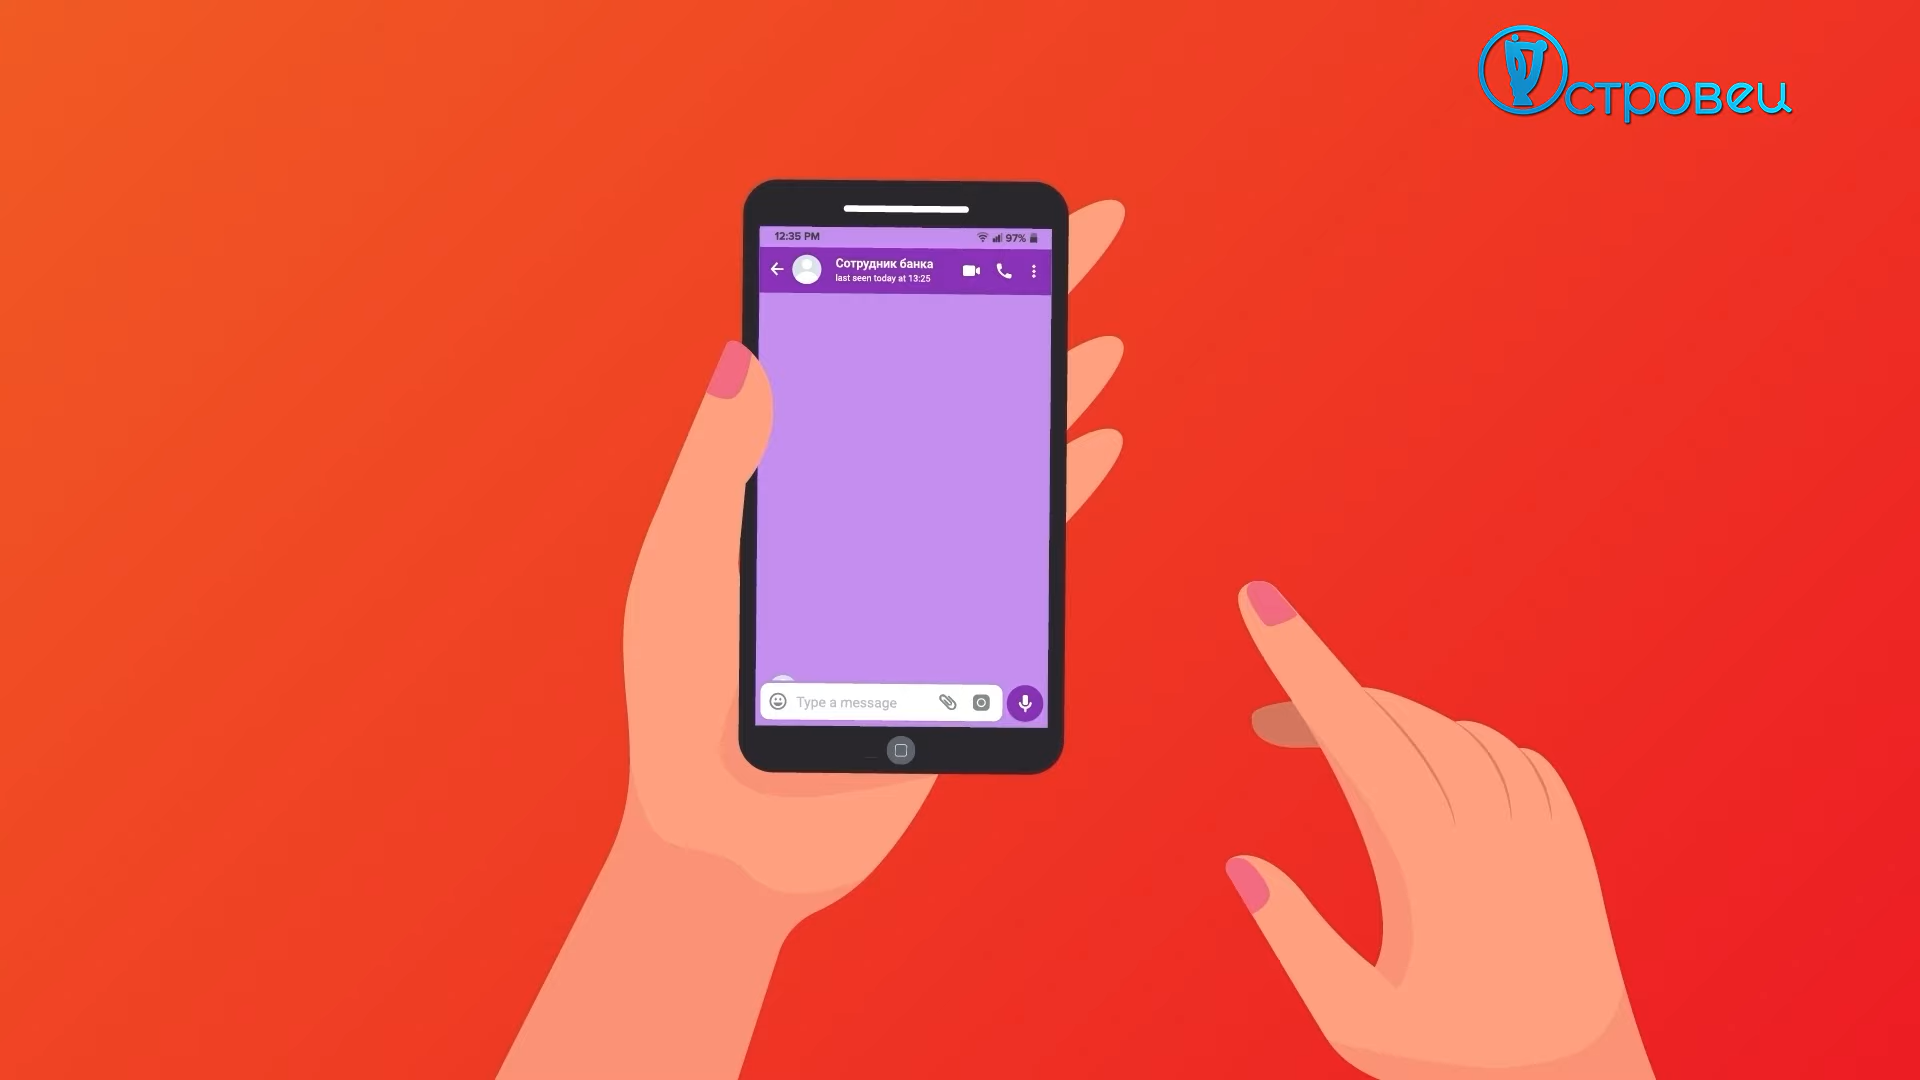 Островец
12:35 PM
97%
Сотрудник банка
last seen today at 13:25
Type a message